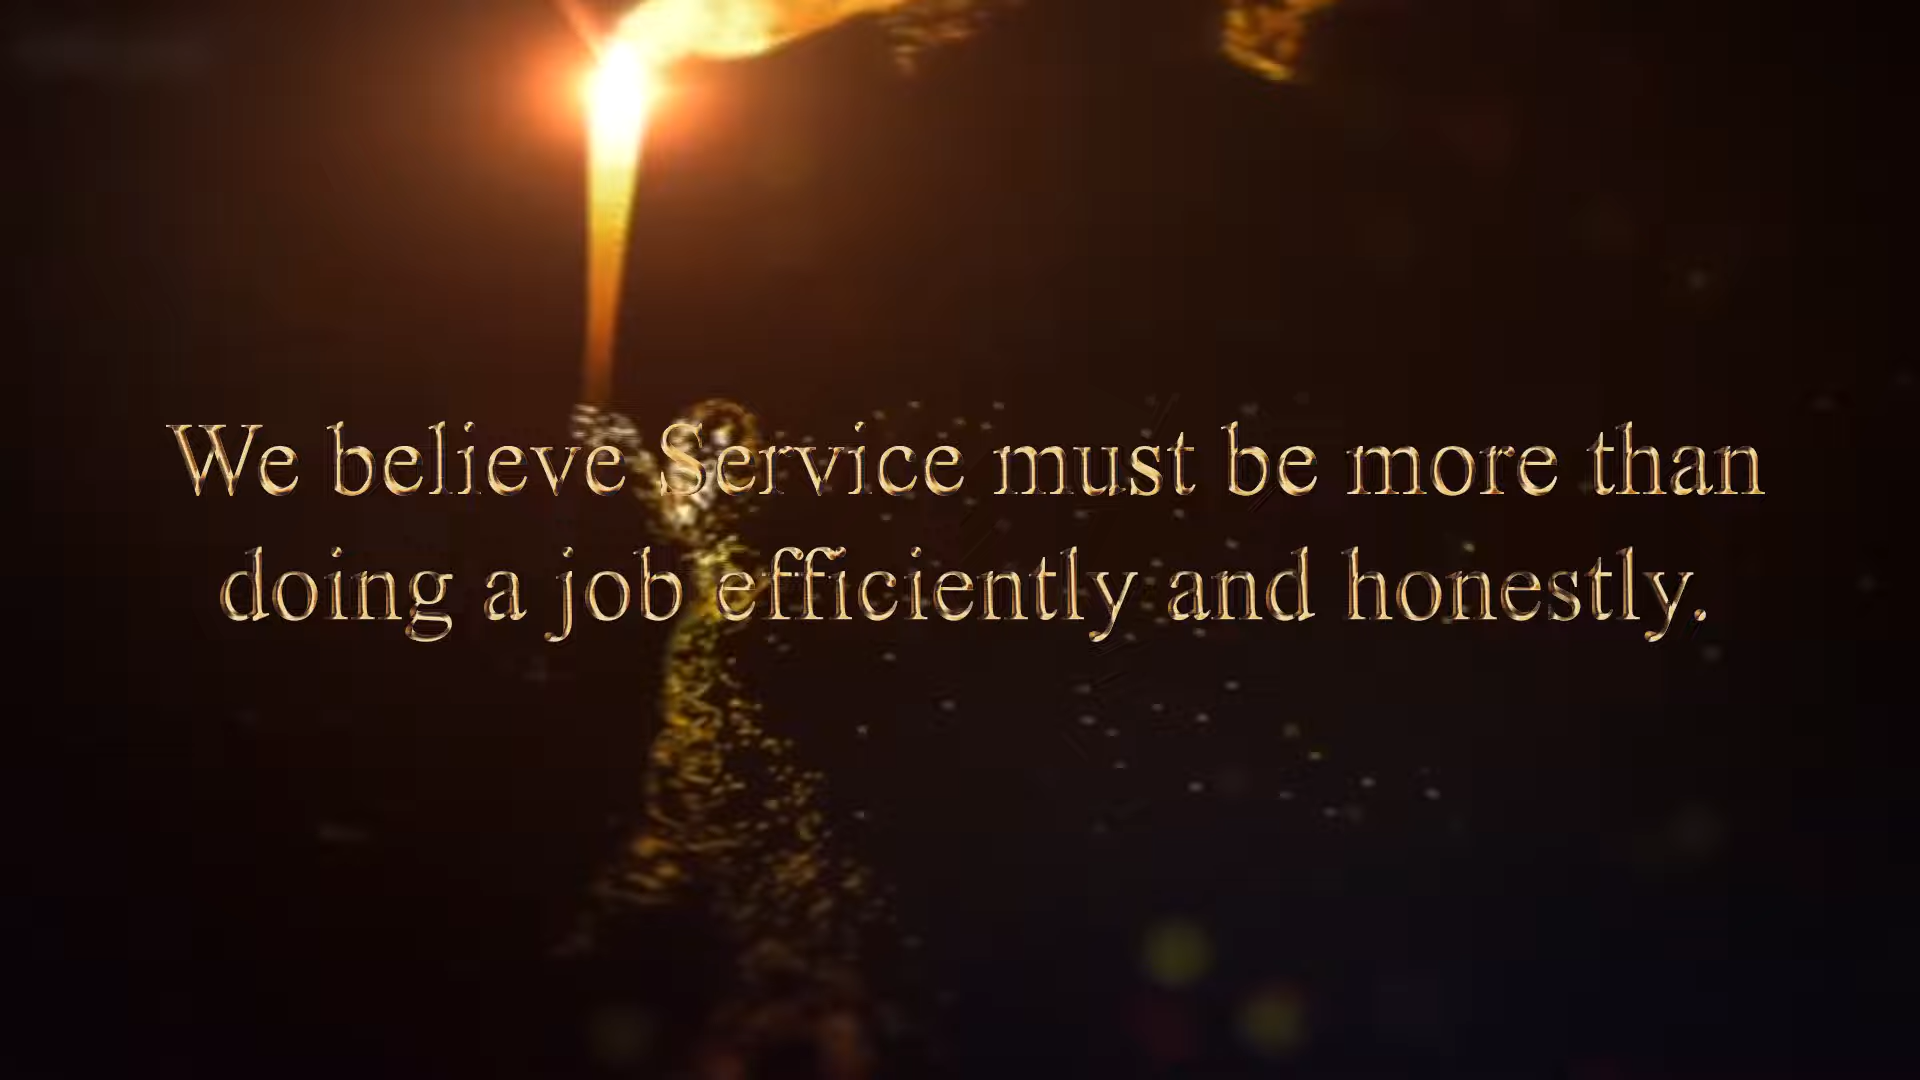 We believe Service must be more than
doing a job efficiently and honestly.